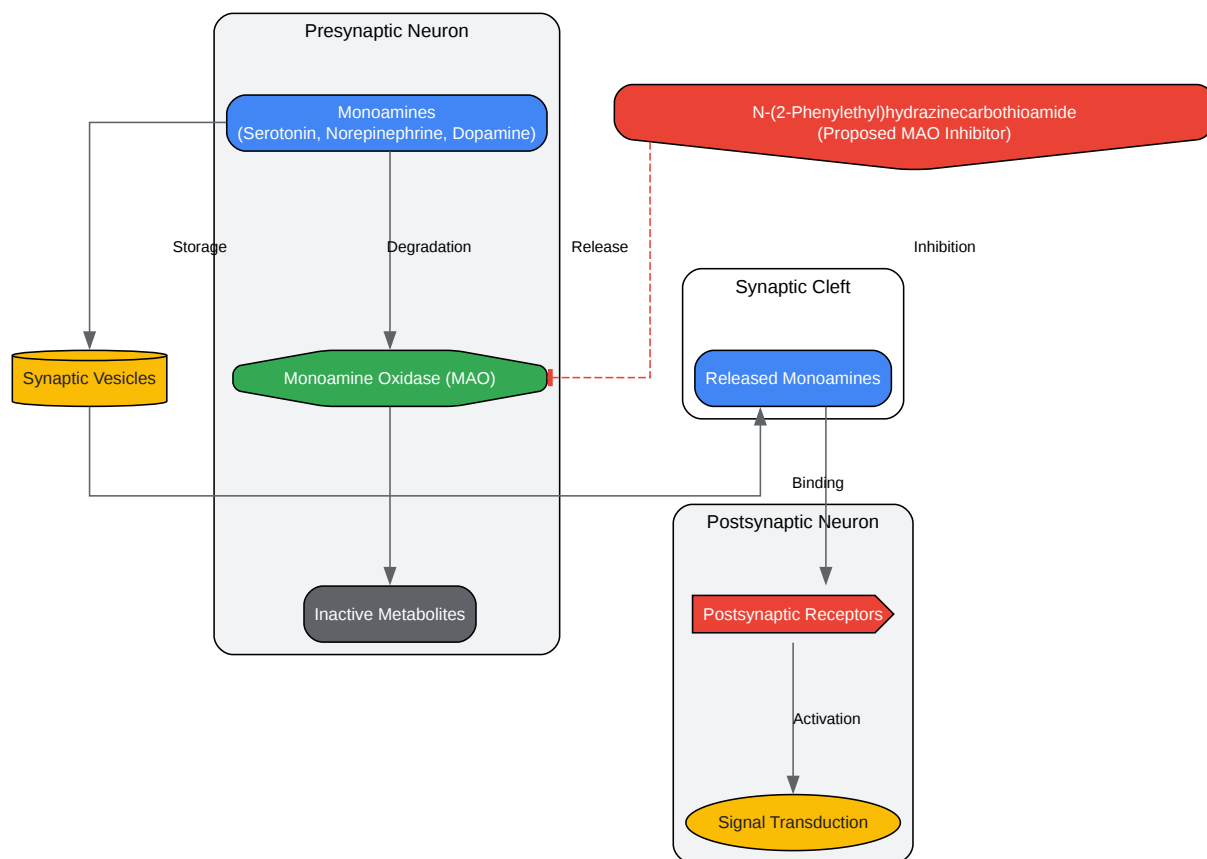 Presynaptic Neuron
Monoamines
(Serotonin, Norepinephrine, Dopamine)
N-(2-Phenylethyl)hydrazinecarbothioamide
(Proposed MAO Inhibitor)
Storage
Degradation
Release
Inhibition
Synaptic Cleft
Synaptic Vesicles
Monoamine Oxidase (MAO)
Released Monoamines
Binding
Postsynaptic Neuron
Inactive Metabolites
Postsynaptic Receptors
Activation
Signal Transduction